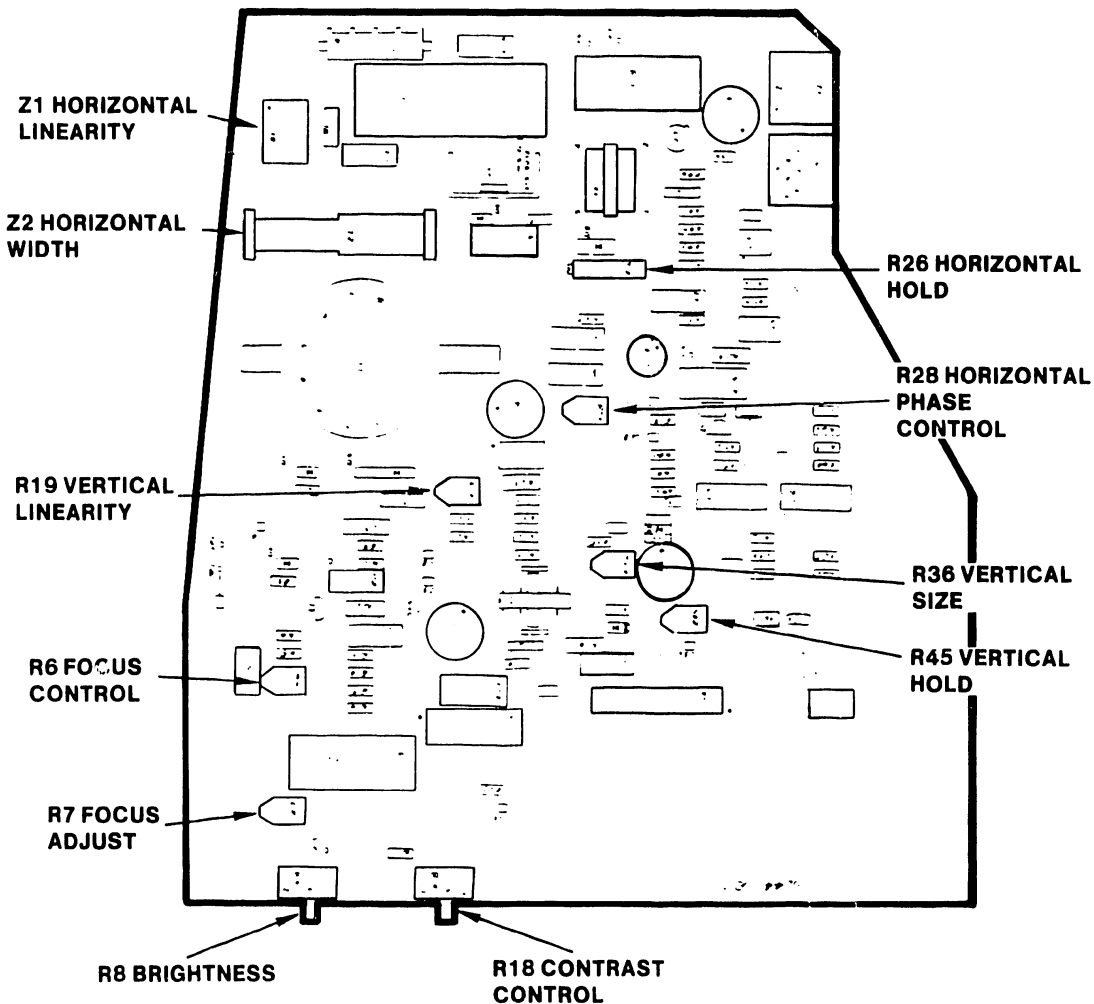 Z1 HORIZONTAL
LINEARITY
Z2 HORIZONTAL
WIDTH
R26 HORIZONTAL
HOLD
R28 HORIZONTAL
PHASE
CONTROL
R19 VERTICAL
LINEARITY
R36 VERTICAL
SIZE
R45 VERTICAL
HOLD
R6 FOCUS
CONTROL
R7 FOCUS
ADJUST
R8 BRIGHTNESS
R18 CONTRAST
CONTROL